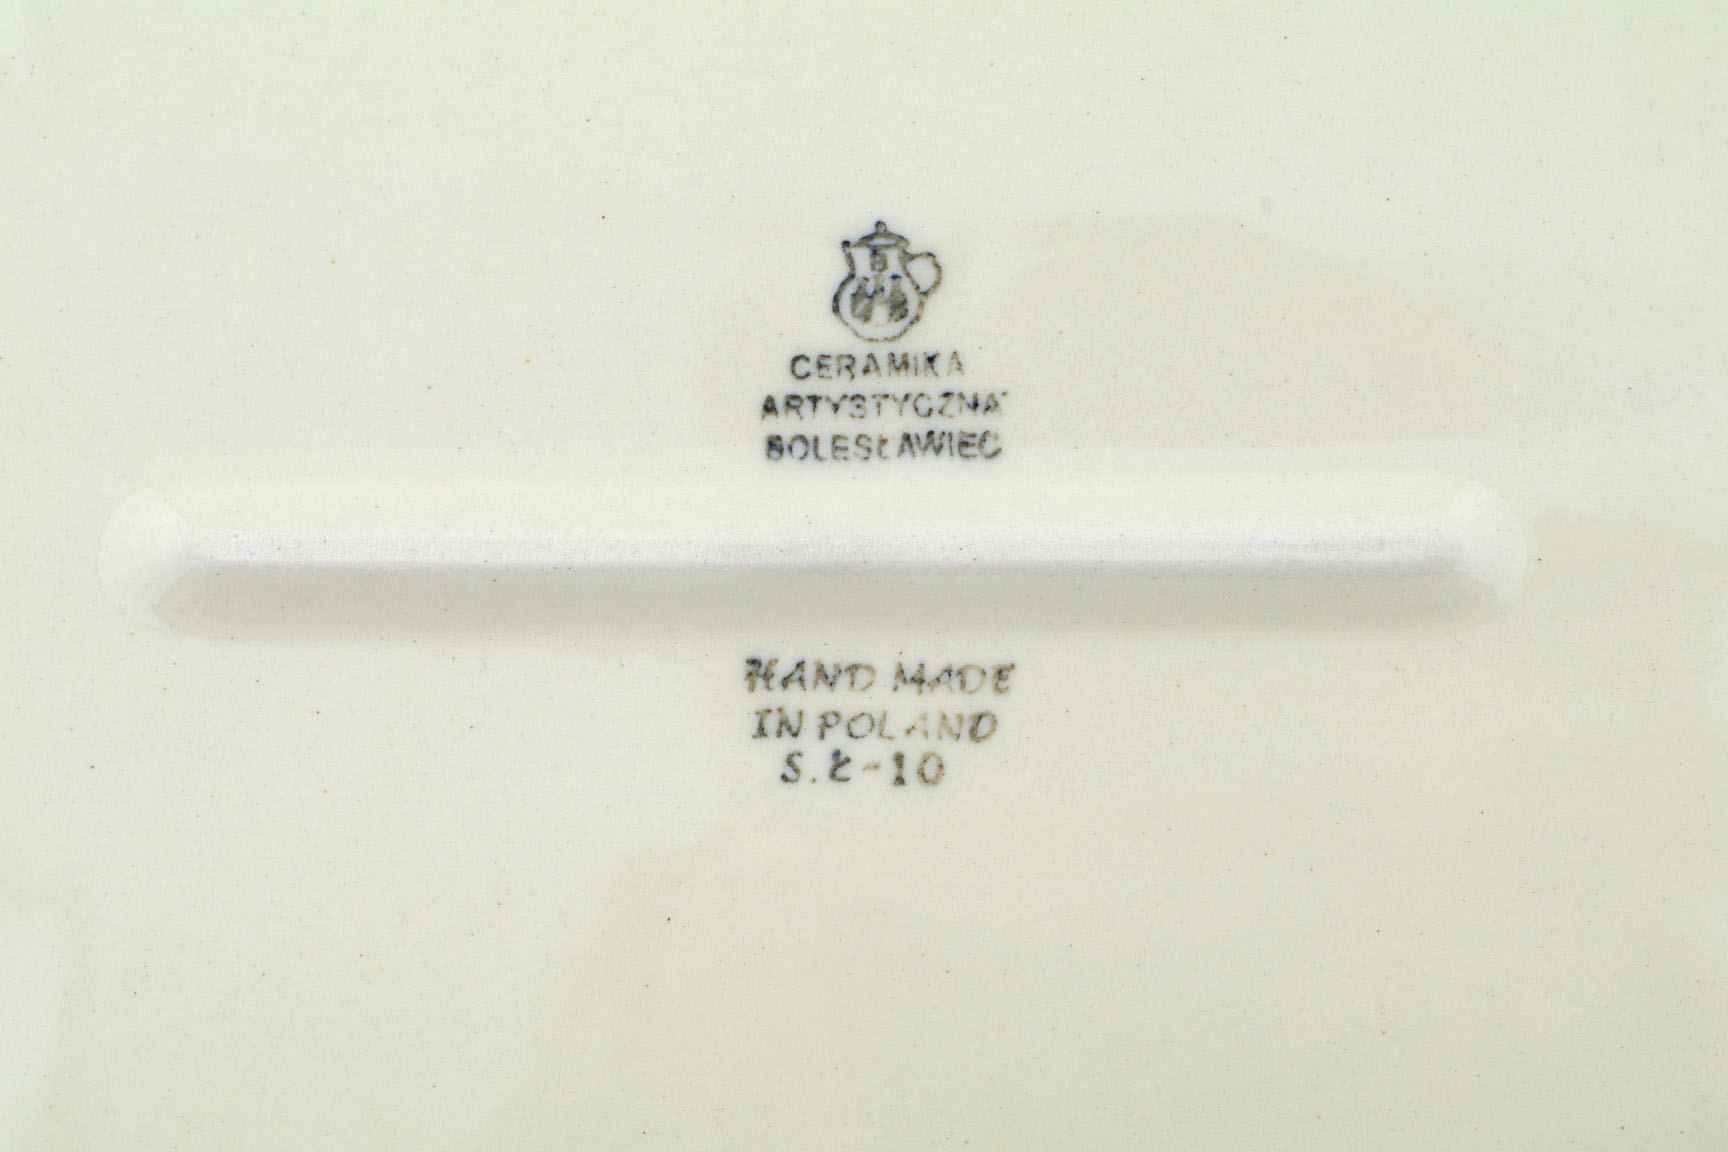 CERAMIKA
ARTYSTYCZNA
BOLESŁAWIEC
HAND MADE
IN POLAND
S.Ł-10